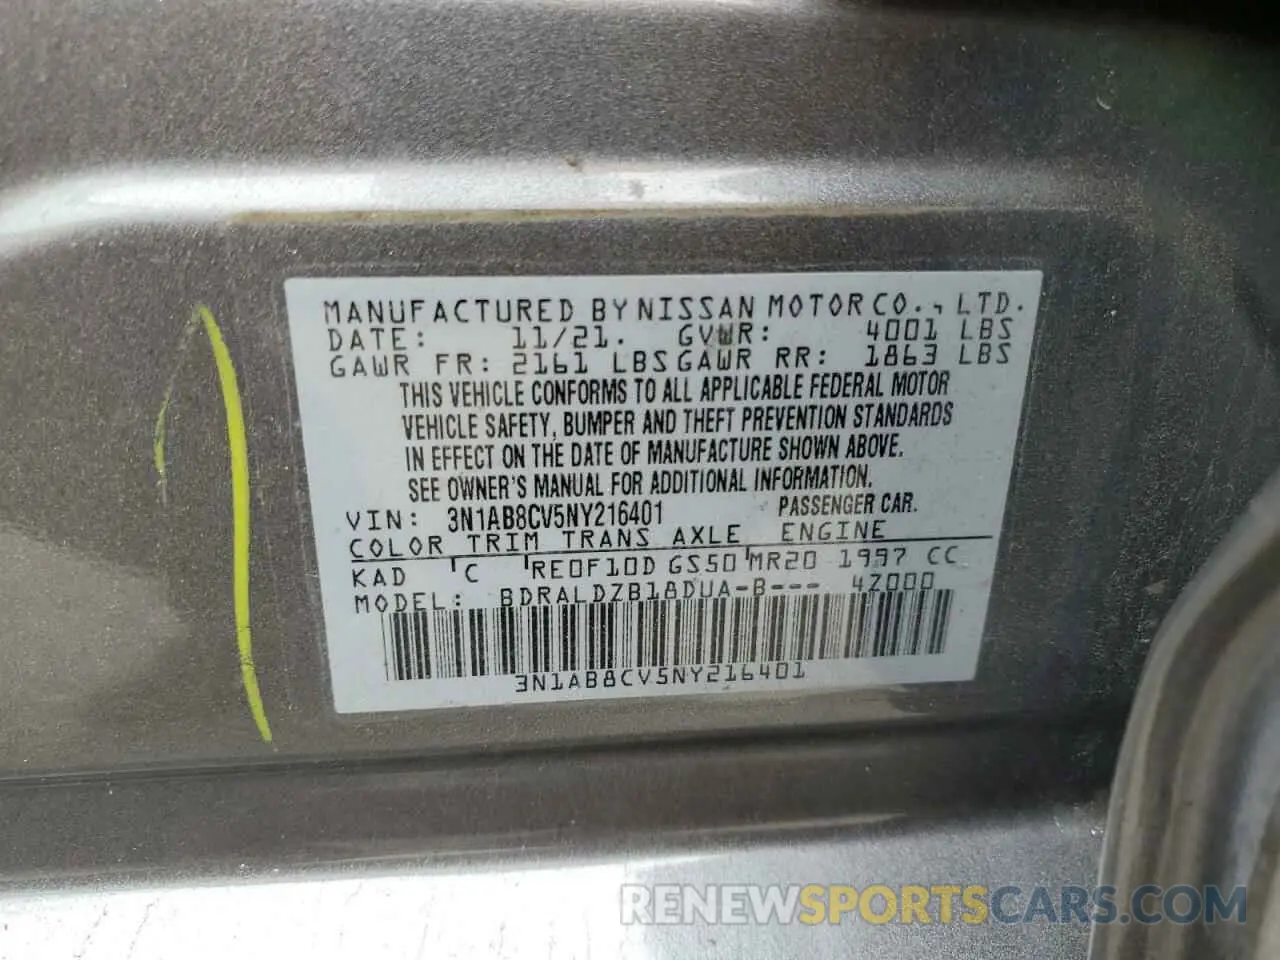 MANUFACTURED BY NISSAN MOTOR CO., LTD.
DATE: 11/21. GVWR: 4001 LBS
GAWR FR: 2161 LBS GAWR RR: 1863 LBS
THIS VEHICLE CONFORMS TO ALL APPLICABLE FEDERAL MOTOR
VEHICLE SAFETY, BUMPER AND THEFT PREVENTION STANDARDS
IN EFFECT ON THE DATE OF MANUFACTURE SHOWN ABOVE.
SEE OWNER'S MANUAL FOR ADDITIONAL INFORMATION.
VIN: 3N1AB8CV5NY216401 PASSENGER CAR.
COLOR TRIM TRANS AXLE ENGINE
KAD C RE0F10D GS50 MR20 1997 CC
MODEL: BDRALDZB18DUA-B--- 4Z000
3N1AB8CV5NY216401
RENEWSPORTSCARS.COM